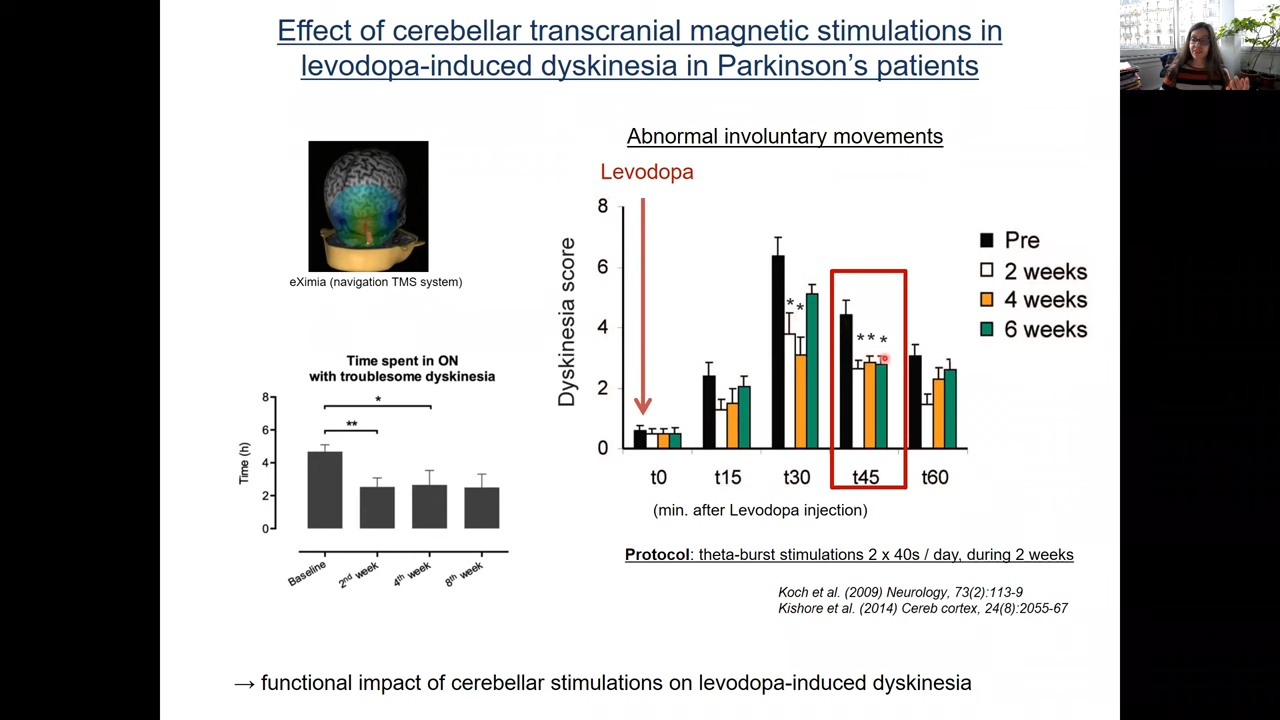 Effect of cerebellar transcranial magnetic stimulations in
levodopa-induced dyskinesia in Parkinson’s patients
eXimia (navigation TMS system)
Time spent in ON
with troublesome dyskinesia
*
**
8
6
4
2
0
Time (h)
Baseline
2nd week
4th week
8th week
Abnormal involuntary movements
Levodopa
8
6
4
2
0
Dyskinesia score
* *
* * *
Pre
2 weeks
4 weeks
6 weeks
t0 t15 t30 t45 t60
(min. after Levodopa injection)
Protocol: theta-burst stimulations 2 x 40s / day, during 2 weeks
Koch et al. (2009) Neurology, 73(2):113-9
Kishore et al. (2014) Cereb cortex, 24(8):2055-67
→ functional impact of cerebellar stimulations on levodopa-induced dyskinesia